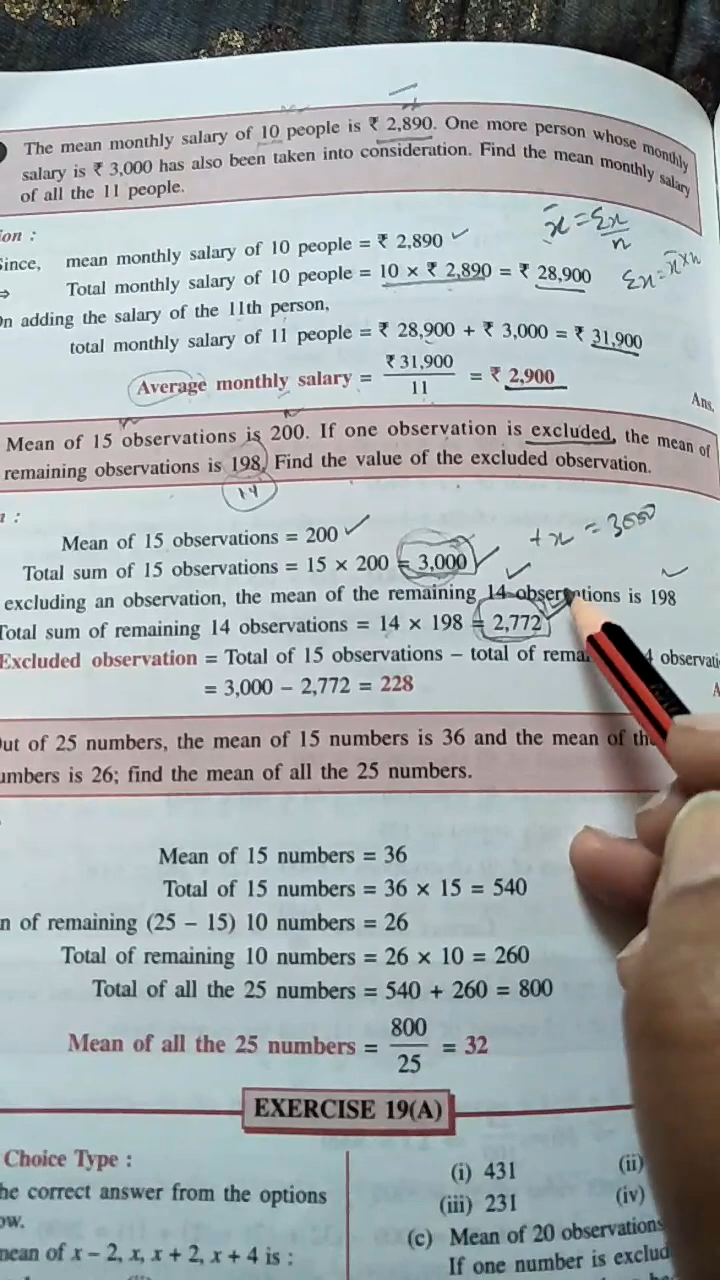 The mean monthly salary of 10 people is ₹ 2,890. One more person whose monthly
salary is ₹ 3,000 has also been taken into consideration. Find the mean monthly salary
of all the 11 people.
ion :
Since, mean monthly salary of 10 people = ₹ 2,890
x̄ = Σx/n
⇒ Total monthly salary of 10 people = 10 × ₹ 2,890 = ₹ 28,900
Σx = x̄ × n
On adding the salary of the 11th person,
total monthly salary of 11 people = ₹ 28,900 + ₹ 3,000 = ₹ 31,900
Average monthly salary = ₹ 31,900 / 11 = ₹ 2,900
Ans.
Mean of 15 observations is 200. If one observation is excluded, the mean of
remaining observations is 198. Find the value of the excluded observation.
14
n :
Mean of 15 observations = 200
+ x = 3000
Total sum of 15 observations = 15 × 200 = 3,000
excluding an observation, the mean of the remaining 14 observations is 198
Total sum of remaining 14 observations = 14 × 198 = 2,772
Excluded observation = Total of 15 observations – total of rema 4 observati
= 3,000 – 2,772 = 228
A
Out of 25 numbers, the mean of 15 numbers is 36 and the mean of the
umbers is 26; find the mean of all the 25 numbers.
Mean of 15 numbers = 36
Total of 15 numbers = 36 × 15 = 540
n of remaining (25 – 15) 10 numbers = 26
Total of remaining 10 numbers = 26 × 10 = 260
Total of all the 25 numbers = 540 + 260 = 800
Mean of all the 25 numbers = 800 / 25 = 32
EXERCISE 19(A)
Choice Type :
he correct answer from the options
ow.
mean of x – 2, x, x + 2, x + 4 is :
(i) 431 (ii)
(iii) 231 (iv)
(c) Mean of 20 observations
If one number is exclud